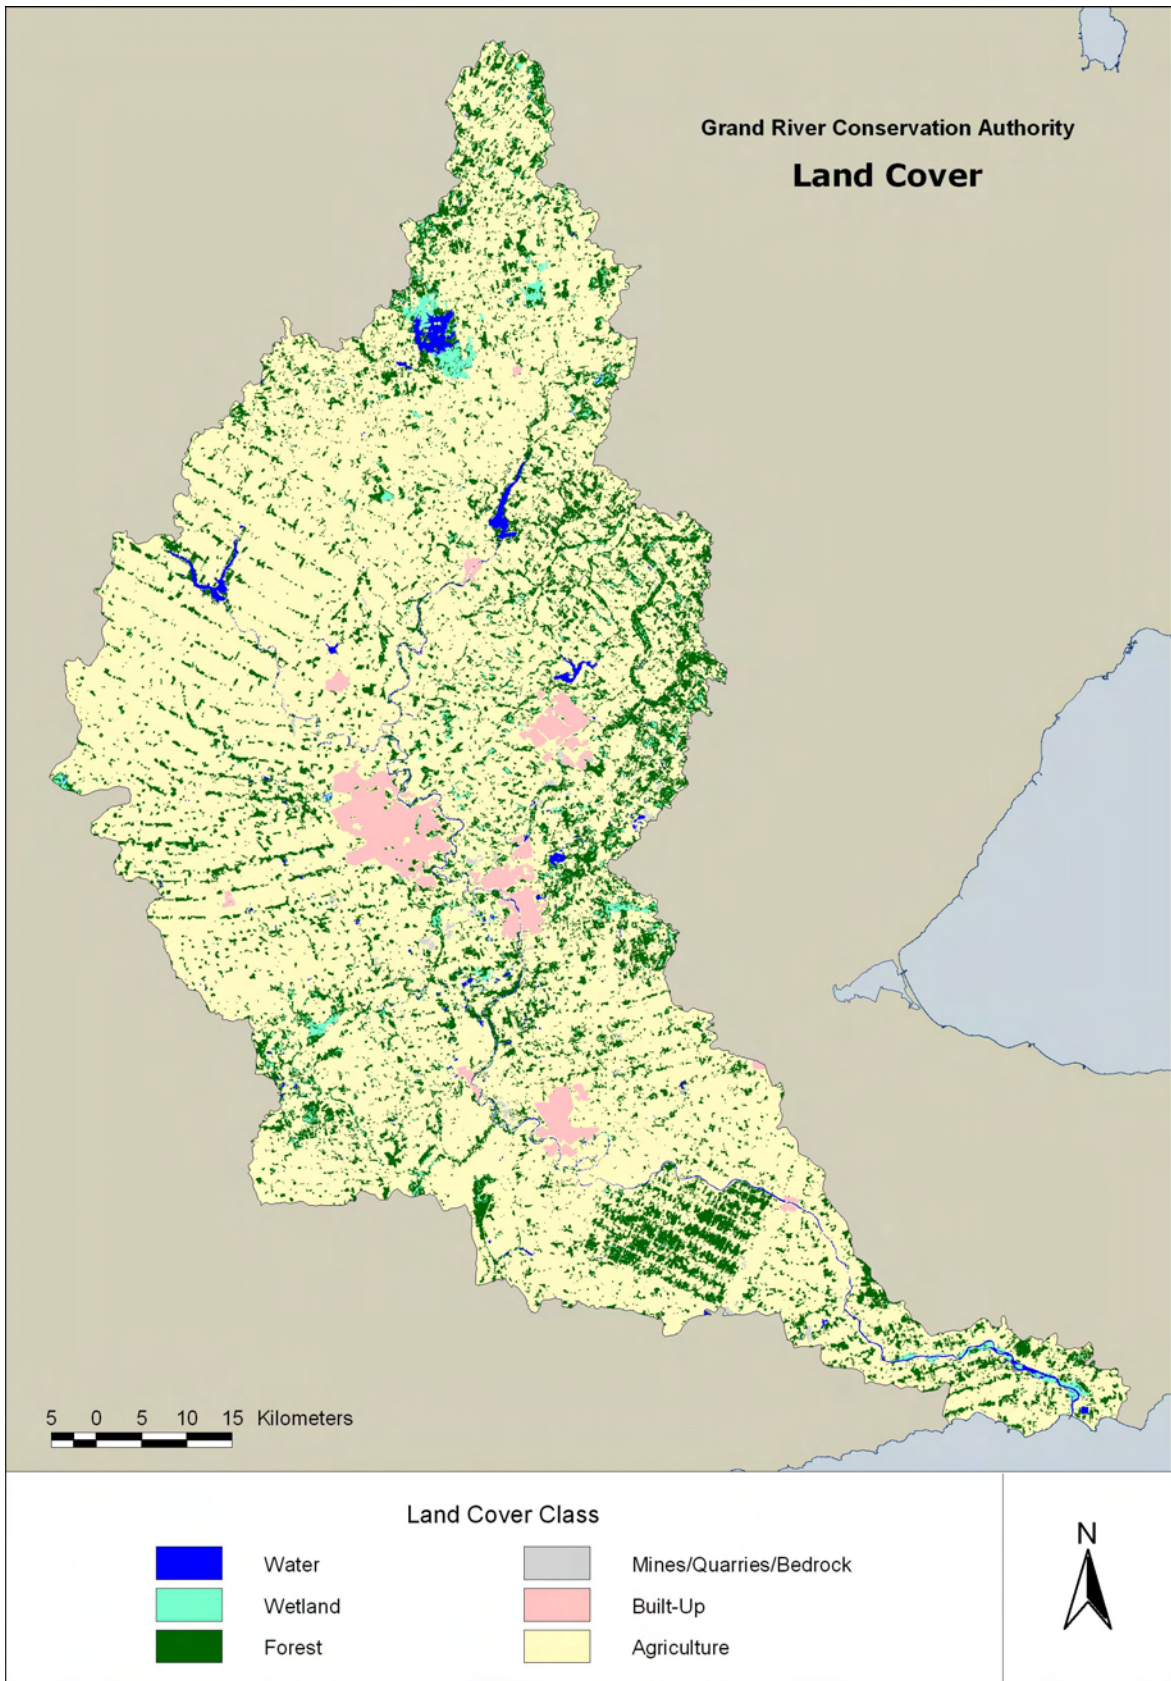 Grand River Conservation Authority
Land Cover
5 0 5 10 15 Kilometers
Land Cover Class
Water
Wetland
Forest
Mines/Quarries/Bedrock
Built-Up
Agriculture
N